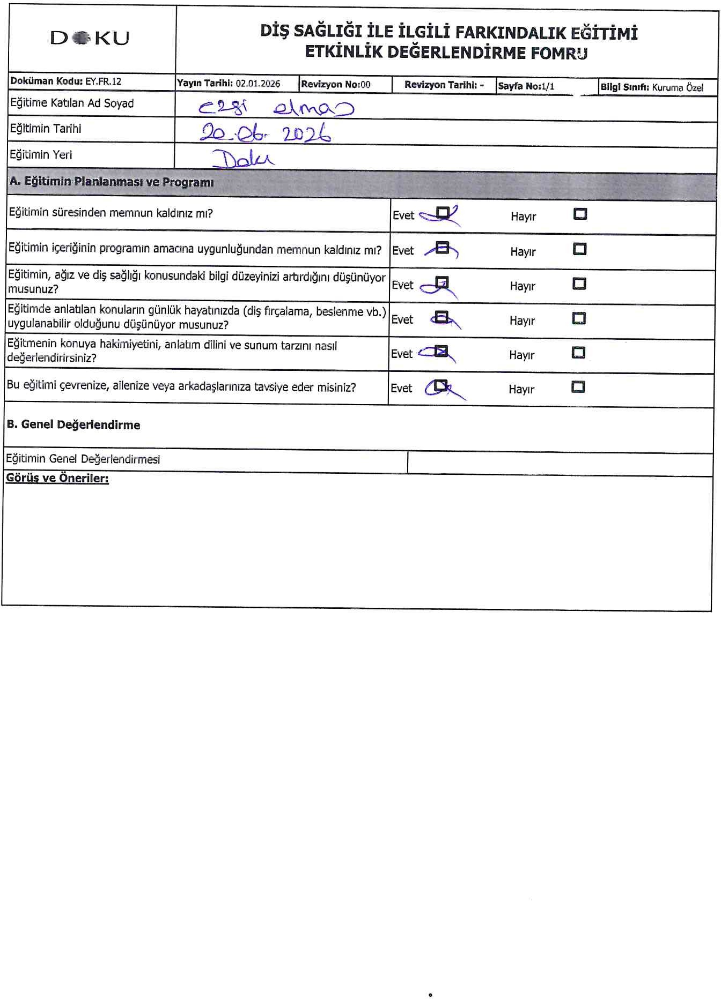 DOKU
DİŞ SAĞLIĞI İLE İLGİLİ FARKINDALIK EĞİTİMİ
ETKİNLİK DEĞERLENDİRME FOMRU
Doküman Kodu: EY.FR.12 Yayın Tarihi: 02.01.2026 Revizyon No:00 Revizyon Tarihi: - Sayfa No:1/1 Bilgi Sınıfı: Kuruma Özel
Eğitime Katılan Ad Soyad ezgi elmas
Eğitimin Tarihi 20.06.2026
Eğitimin Yeri Doku
A. Eğitimin Planlanması ve Programı
Eğitimin süresinden memnun kaldınız mı? Evet Hayır
Eğitimin içeriğinin programın amacına uygunluğundan memnun kaldınız mı? Evet Hayır
Eğitimin, ağız ve diş sağlığı konusundaki bilgi düzeyinizi artırdığını düşünüyor
musunuz? Evet Hayır
Eğitimde anlatılan konuların günlük hayatınızda (diş fırçalama, beslenme vb.)
uygulanabilir olduğunu düşünüyor musunuz? Evet Hayır
Eğitmenin konuya hakimiyetini, anlatım dilini ve sunum tarzını nasıl
değerlendirirsiniz? Evet Hayır
Bu eğitimi çevrenize, ailenize veya arkadaşlarınıza tavsiye eder misiniz? Evet Hayır
B. Genel Değerlendirme
Eğitimin Genel Değerlendirmesi
Görüş ve Öneriler: